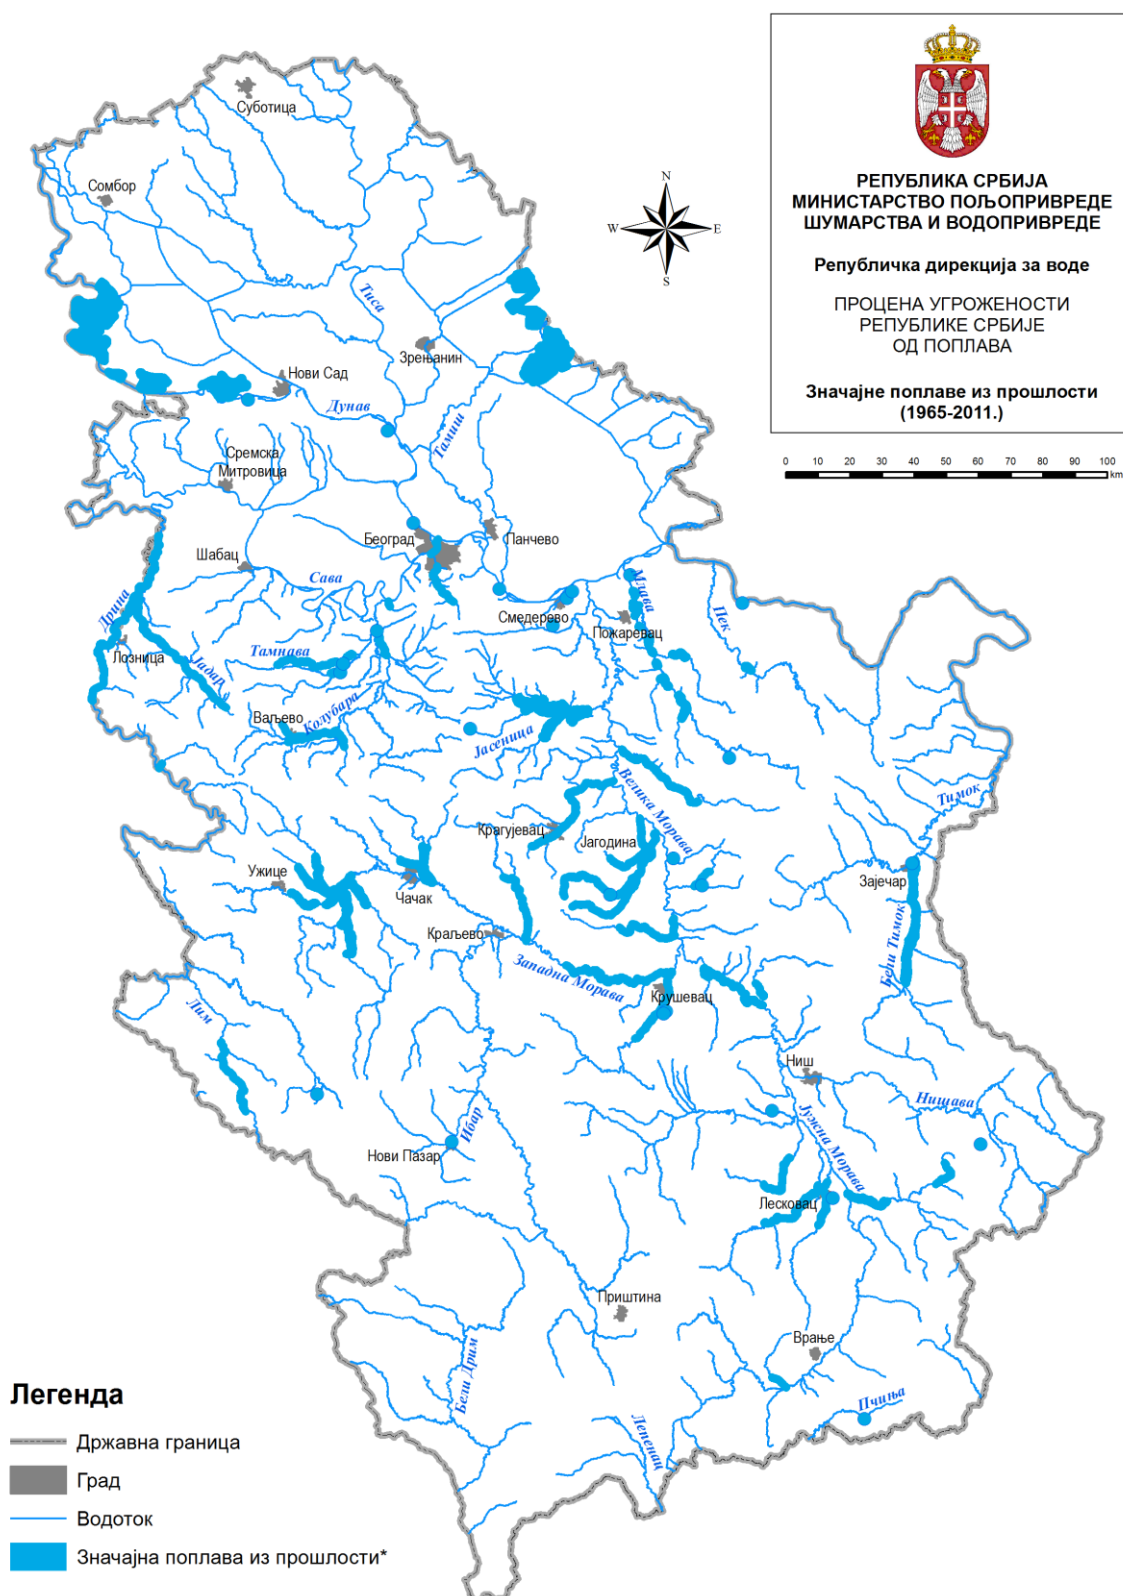 РЕПУБЛИКА СРБИЈА
МИНИСТАРСТВО ПОЉОПРИВРЕДЕ
ШУМАРСТВА И ВОДОПРИВРЕДЕ
Републичка дирекција за воде
ПРОЦЕНА УГРОЖЕНОСТИ
РЕПУБЛИКЕ СРБИЈЕ
ОД ПОПЛАВА
Значајне поплаве из прошлости
(1965-2011.)
0 10 20 30 40 50 60 70 80 90 100
km
N
W
E
S
Суботица
Сомбор
Тиса
Зрењанин
Нови Сад
Дунав
Тамиш
Сремска
Митровица
Београд
Панчево
Шабац
Сава
Млава
Пек
Смедерево
Пожаревац
Дрина
Лозница
Јадар
Тамнава
Ваљево
Колубара
Јасеница
Велика Морава
Тимок
Крагујевац
Јагодина
Ужице
Чачак
Зајечар
Бели Тимок
Краљево
Западна Морава
Крушевац
Лим
Ниш
Нишава
Ибар
Јужна Морава
Нови Пазар
Лесковац
Приштина
Врање
Бели Дрим
Пчиња
Лепенац
Легенда
Државна граница
Град
Водоток
Значајна поплава из прошлости*